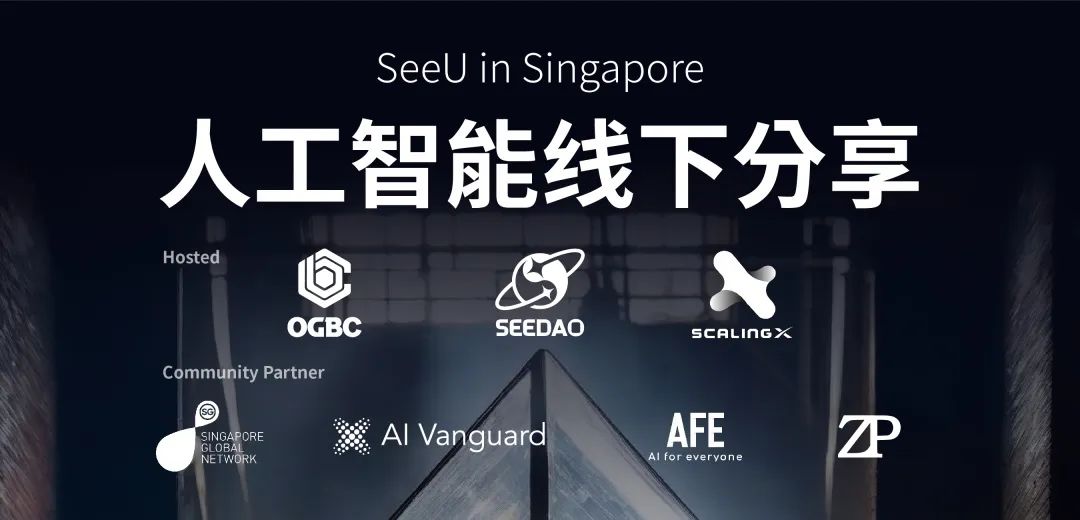 SeeU in Singapore
人工智能线下分享
Hosted
OGBC
SEEDAO
SCALINGX
Community Partner
SG
SINGAPORE
GLOBAL
NETWORK
AI Vanguard
AFE
AI for everyone
ZP